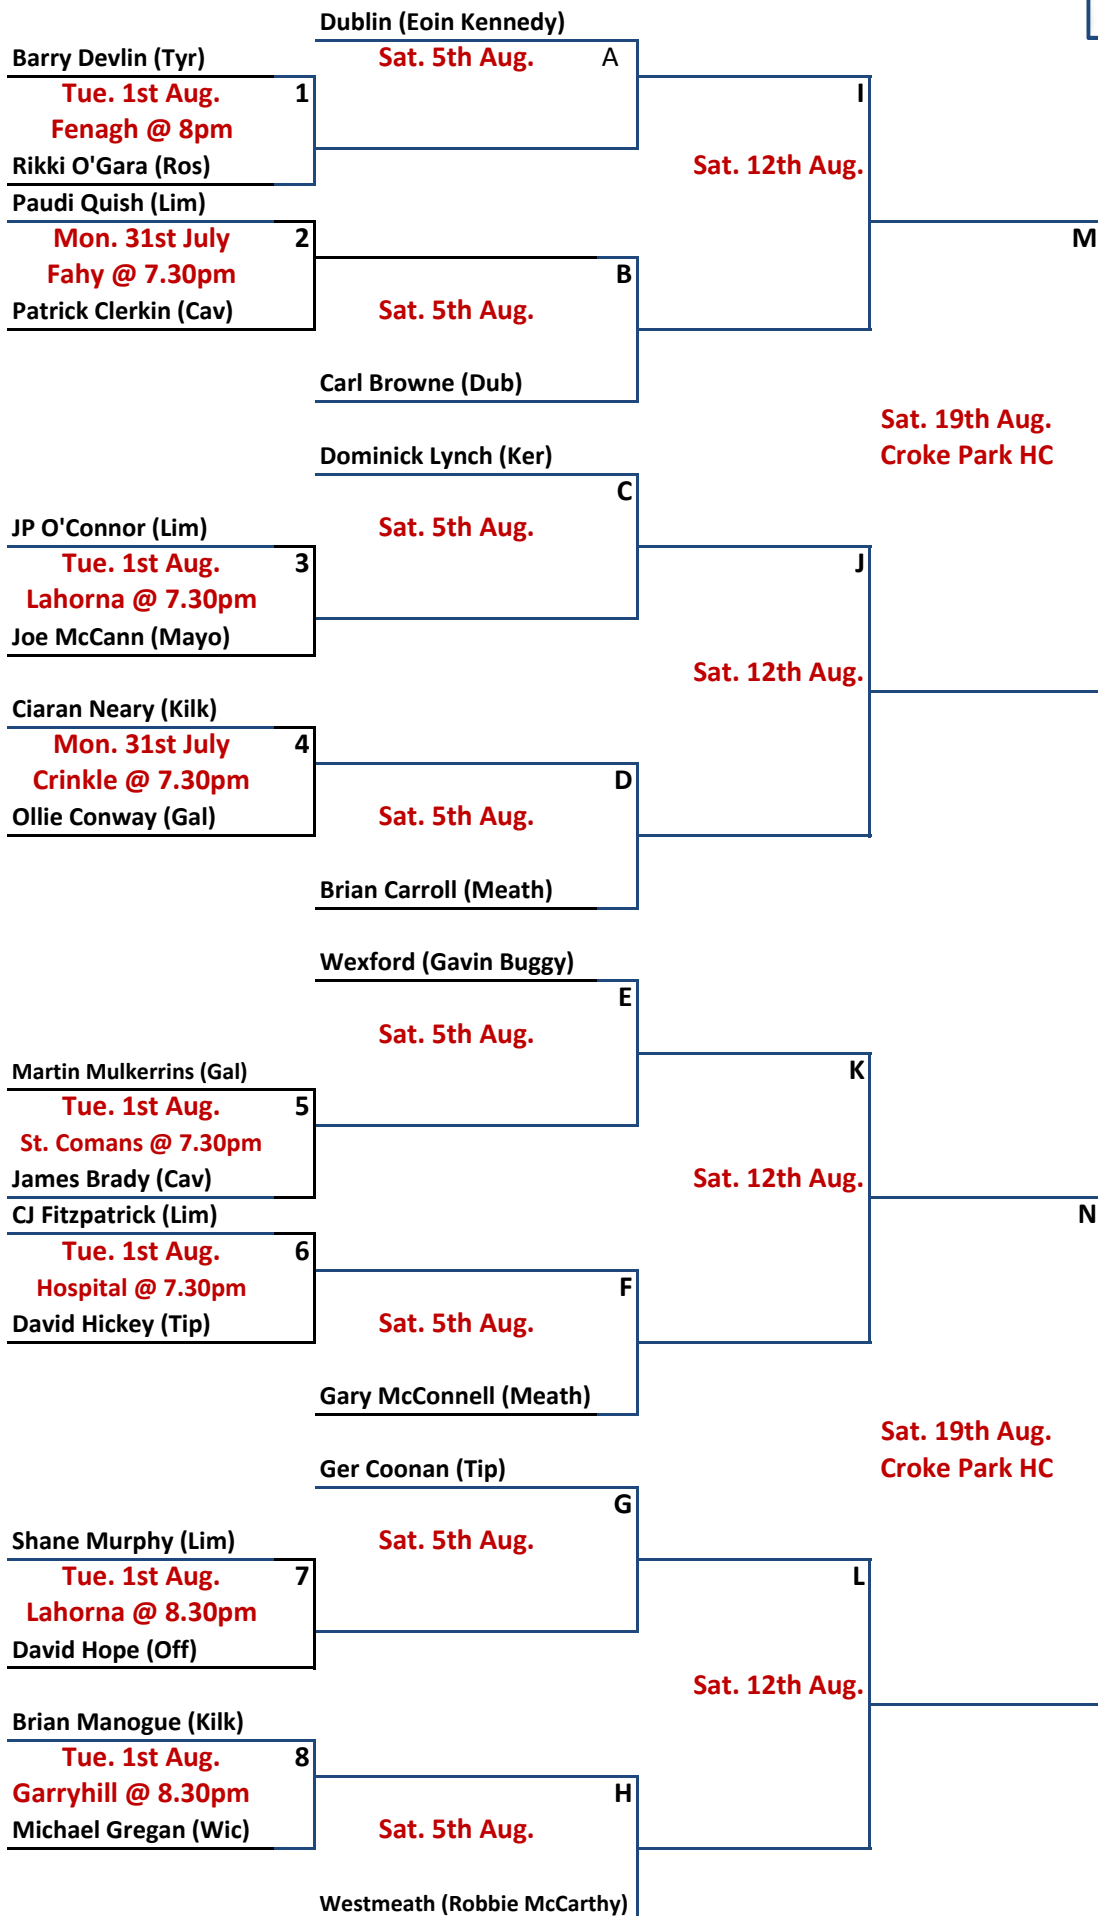 Dublin (Eoin Kennedy)
Sat. 5th Aug. A
Barry Devlin (Tyr)
Tue. 1st Aug. 1
Fenagh @ 8pm
Rikki O'Gara (Ros)
I
Sat. 12th Aug.
Paudi Quish (Lim)
Mon. 31st July 2
Fahy @ 7.30pm
Patrick Clerkin (Cav)
M
B
Sat. 5th Aug.
Carl Browne (Dub)
Sat. 19th Aug.
Croke Park HC
Dominick Lynch (Ker)
C
Sat. 5th Aug.
JP O'Connor (Lim)
Tue. 1st Aug. 3
Lahorna @ 7.30pm
Joe McCann (Mayo)
J
Sat. 12th Aug.
Ciaran Neary (Kilk)
Mon. 31st July 4
Crinkle @ 7.30pm
Ollie Conway (Gal)
D
Sat. 5th Aug.
Brian Carroll (Meath)
Wexford (Gavin Buggy)
E
Sat. 5th Aug.
Martin Mulkerrins (Gal)
Tue. 1st Aug. 5
St. Comans @ 7.30pm
James Brady (Cav)
K
Sat. 12th Aug.
CJ Fitzpatrick (Lim)
Tue. 1st Aug. 6
Hospital @ 7.30pm
David Hickey (Tip)
N
F
Sat. 5th Aug.
Gary McConnell (Meath)
Sat. 19th Aug.
Croke Park HC
Ger Coonan (Tip)
G
Sat. 5th Aug.
Shane Murphy (Lim)
Tue. 1st Aug. 7
Lahorna @ 8.30pm
David Hope (Off)
L
Sat. 12th Aug.
Brian Manogue (Kilk)
Tue. 1st Aug. 8
Garryhill @ 8.30pm
Michael Gregan (Wic)
H
Sat. 5th Aug.
Westmeath (Robbie McCarthy)